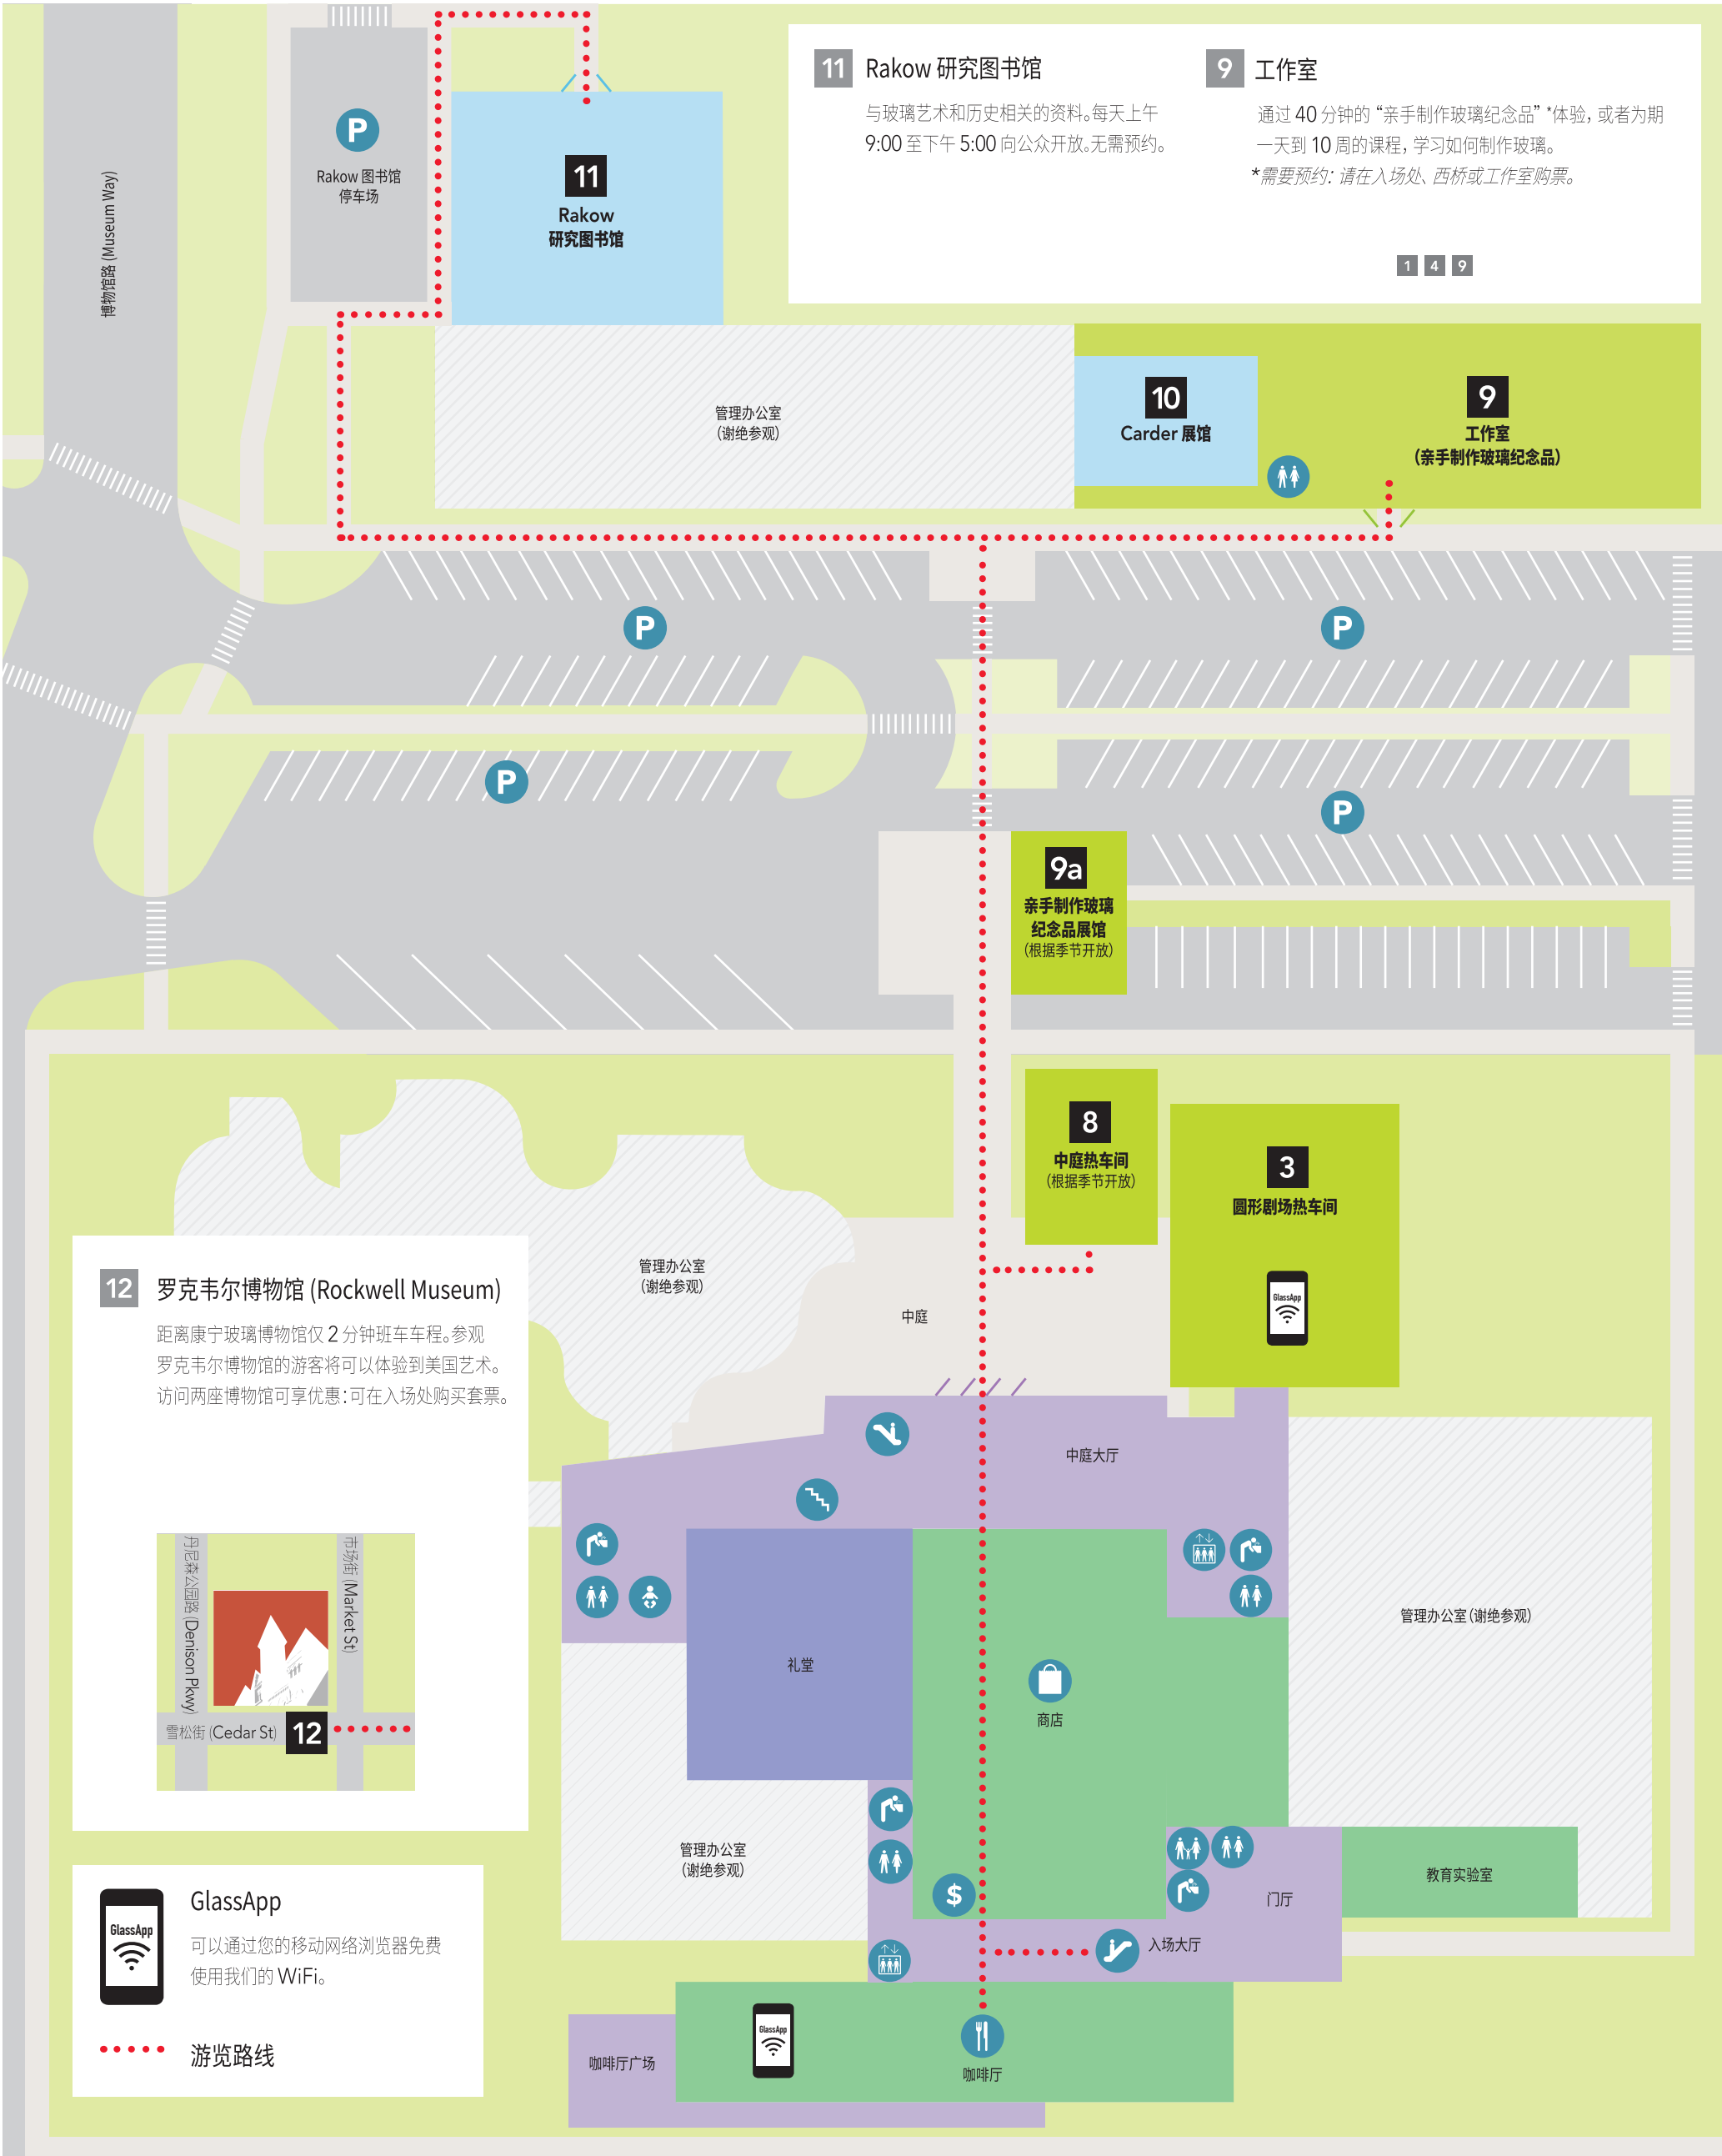 11 Rakow 研究图书馆
与玻璃艺术和历史相关的资料。每天上午
9:00 至下午 5:00 向公众开放。无需预约。
9 工作室
通过 40 分钟的 “亲手制作玻璃纪念品” *体验，或者为期
一天到 10 周的课程，学习如何制作玻璃。
*需要预约：请在入场处、西桥或工作室购票。
1 4 9
P
Rakow 图书馆
停车场
博物馆路 (Museum Way)
11
Rakow
研究图书馆
管理办公室
（谢绝参观）
10
Carder 展馆
9
工作室
（亲手制作玻璃纪念品）
P
P
P
P
9a
亲手制作玻璃
纪念品展馆
（根据季节开放）
8
中庭热车间
（根据季节开放）
3
圆形剧场热车间
GlassApp
管理办公室
（谢绝参观）
中庭
12 罗克韦尔博物馆 (Rockwell Museum)
距离康宁玻璃博物馆仅 2 分钟班车车程。参观
罗克韦尔博物馆的游客将可以体验到美国艺术。
访问两座博物馆可享优惠：可在入场处购买套票。
丹尼森公园路 (Denison Pkwy)
市场街 (Market St)
雪松街 (Cedar St)
12
中庭大厅
礼堂
商店
管理办公室（谢绝参观）
管理办公室
（谢绝参观）
$
门厅
教育实验室
入场大厅
GlassApp
GlassApp
可以通过您的移动网络浏览器免费
使用我们的 WiFi。
游览路线
咖啡厅广场
GlassApp
咖啡厅